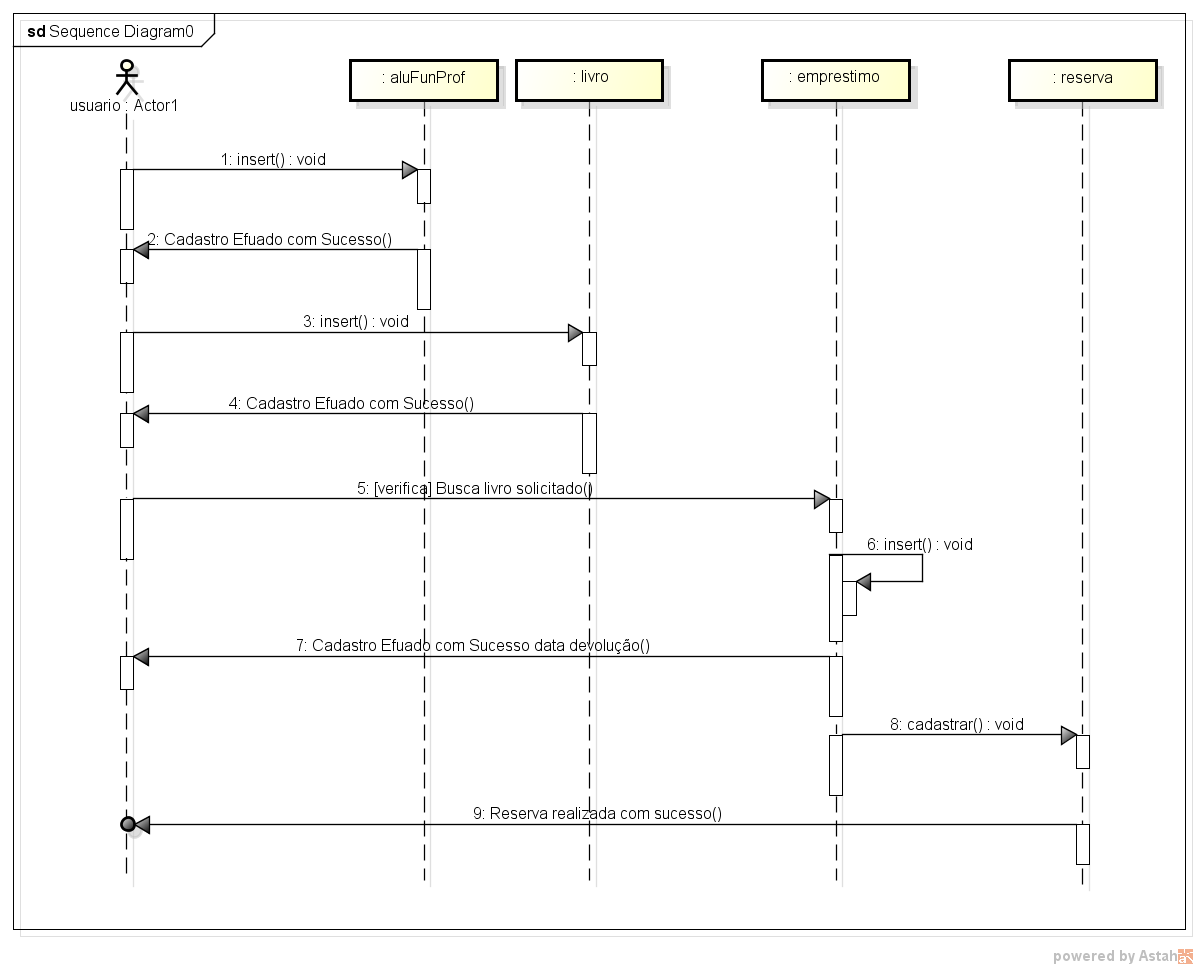 sd Sequence Diagram0
usuario : Actor1
: aluFunProf
: livro
: emprestimo
: reserva
1: insert() : void
2: Cadastro Efuado com Sucesso()
3: insert() : void
4: Cadastro Efuado com Sucesso()
5: [verifica] Busca livro solicitado()
6: insert() : void
7: Cadastro Efuado com Sucesso data devolução()
8: cadastrar() : void
9: Reserva realizada com sucesso()
powered by Astah